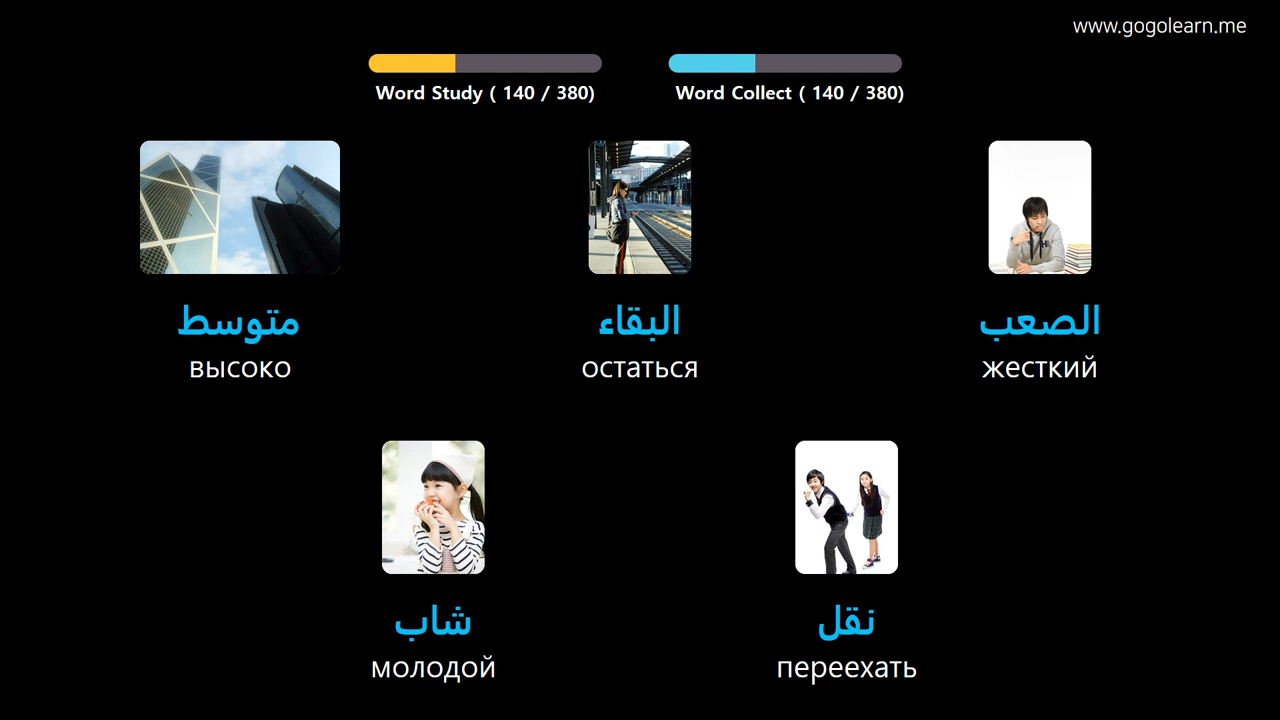 www.gogolearn.me
Word Study ( 140 / 380)
Word Collect ( 140 / 380)
متوسط
высоко
البقاء
остаться
الصعب
жесткий
شاب
молодой
نقل
переехать